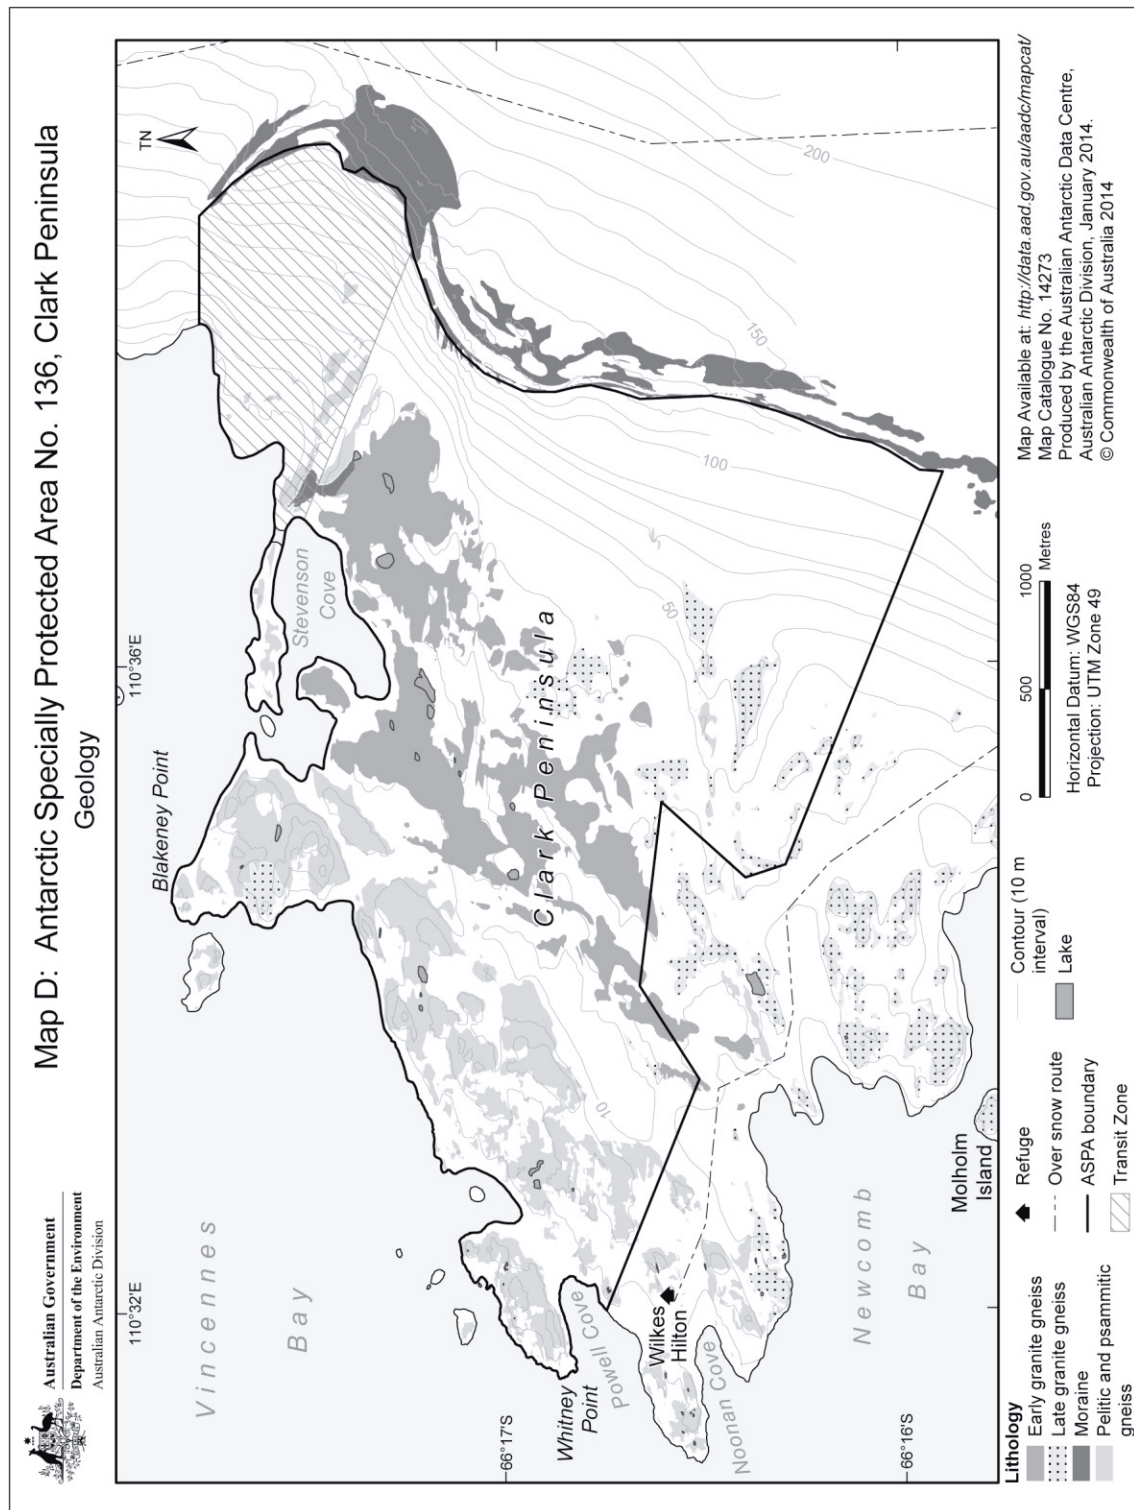 Australian Government
Department of the Environment
Australian Antarctic Division
Map D: Antarctic Specially Protected Area No. 136, Clark Peninsula
Geology
110°32'E
110°36'E
TN
Vincennes
Bay
Blakeney Point
Stevenson
Cove
Whitney
Point
Powell Cove
Clark Peninsula
Wilkes
Hilton
Noonan Cove
Newcomb
Bay
Molholm
Island
66°17'S
66°16'S
10
50
100
150
200
Lithology
Early granite gneiss
Late granite gneiss
Moraine
Pelitic and psammitic
gneiss
Refuge
Over snow route
ASPA boundary
Transit Zone
Contour (10 m
interval)
Lake
0 500 1000
Metres
Horizontal Datum: WGS84
Projection: UTM Zone 49
Map Available at: http://data.aad.gov.au/aadc/mapcat/
Map Catalogue No. 14273
Produced by the Australian Antarctic Data Centre,
Australian Antarctic Division, January 2014.
© Commonwealth of Australia 2014